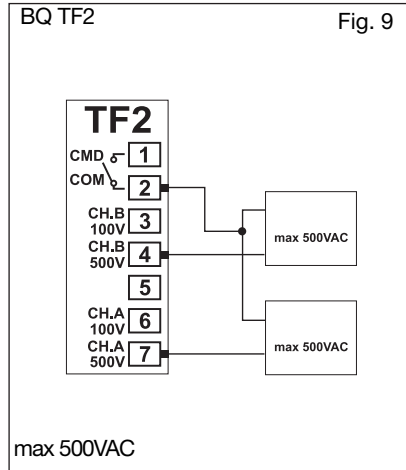 BQ TF2
Fig. 9
TF2
CMD 1
COM 2
CH.B
100V 3
CH.B
500V 4
5
CH.A
100V 6
CH.A
500V 7
max 500VAC
max 500VAC
max 500VAC